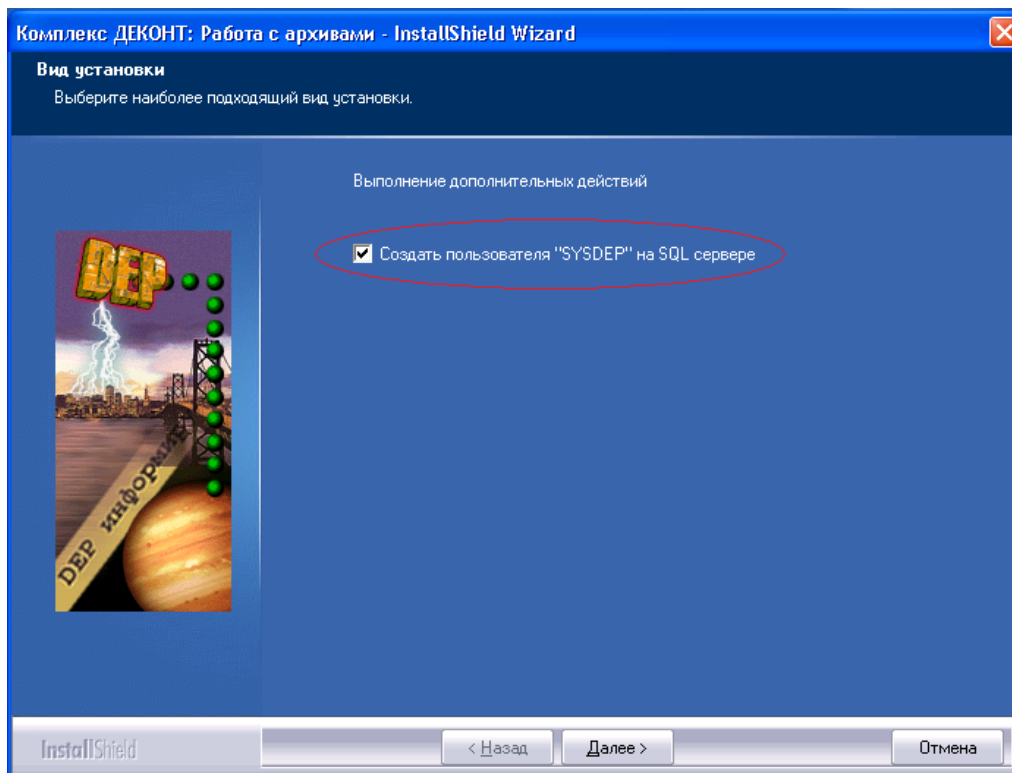 Комплекс ДЕКОНТ: Работа с архивами - InstallShield Wizard
Вид установки
Выберите наиболее подходящий вид установки.
Выполнение дополнительных действий
Создать пользователя "SYSDEP" на SQL сервере
DEP
DEP информ
InstallShield
< Назад
Далее >
Отмена